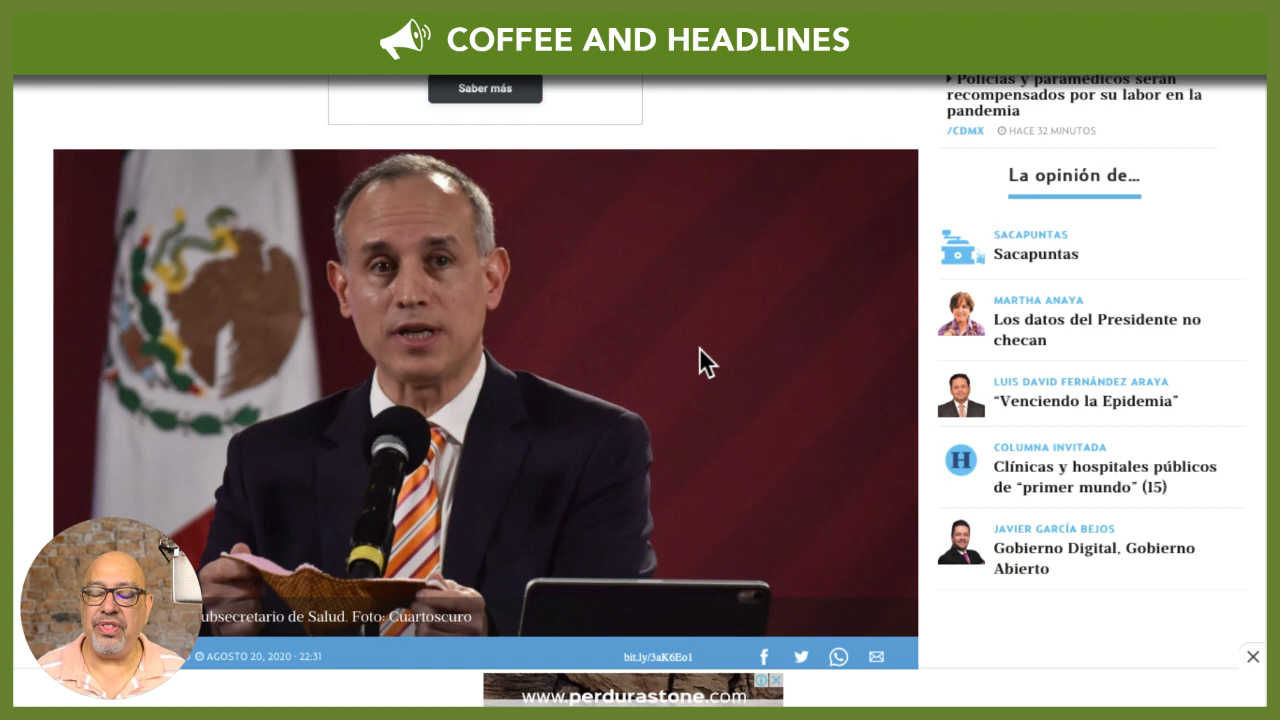 COFFEE AND HEADLINES
Saber más
Policías y paramédicos serán
recompensados por su labor en la
pandemia
/CDMX HACE 32 MINUTOS
La opinión de...
SACAPUNTAS
Sacapuntas
MARTHA ANAYA
Los datos del Presidente no
checan
LUIS DAVID FERNÁNDEZ ARAYA
“Venciendo la Epidemia”
COLUMNA INVITADA
H
Clínicas y hospitales públicos
de “primer mundo” (15)
JAVIER GARCÍA BEJOS
Gobierno Digital, Gobierno
Abierto
ubsecretario de Salud. Foto: Cuartoscuro
AGOSTO 20, 2020 · 22:31
bit.ly/3aK6Eo1
www.perdurastone.com